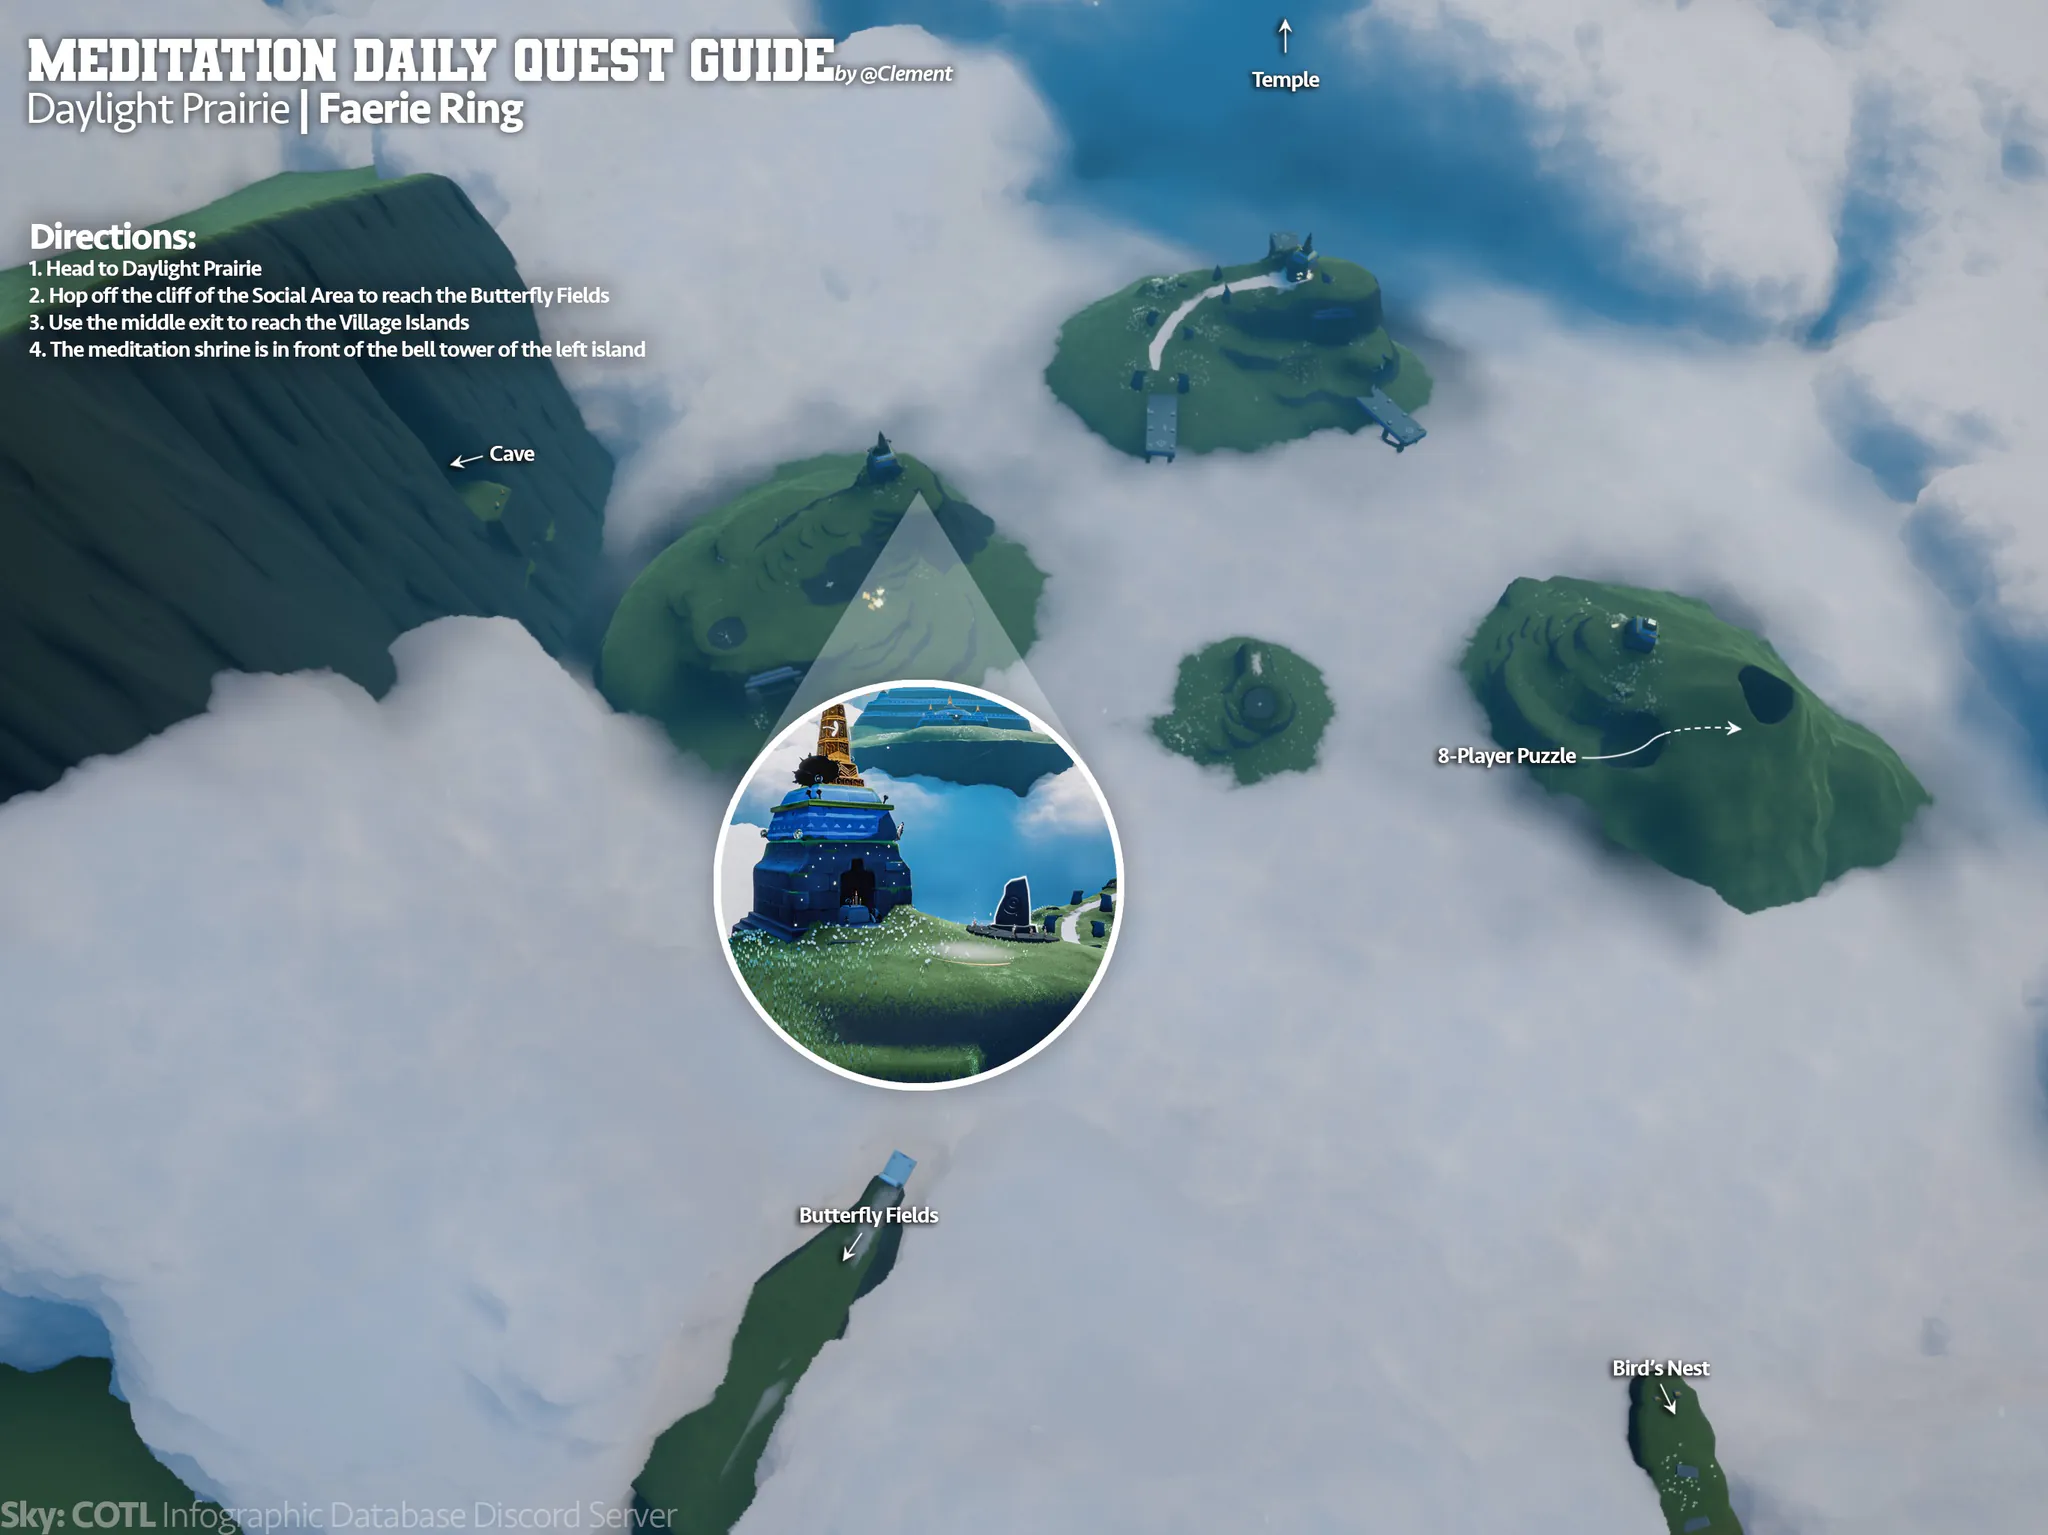 MEDITATION DAILY QUEST GUIDE by @Clement
Daylight Prairie | Faerie Ring
Temple
Directions:
1. Head to Daylight Prairie
2. Hop off the cliff of the Social Area to reach the Butterfly Fields
3. Use the middle exit to reach the Village Islands
4. The meditation shrine is in front of the bell tower of the left island
Cave
8-Player Puzzle
Butterfly Fields
Bird's Nest
Sky: COTL Infographic Database Discord Server